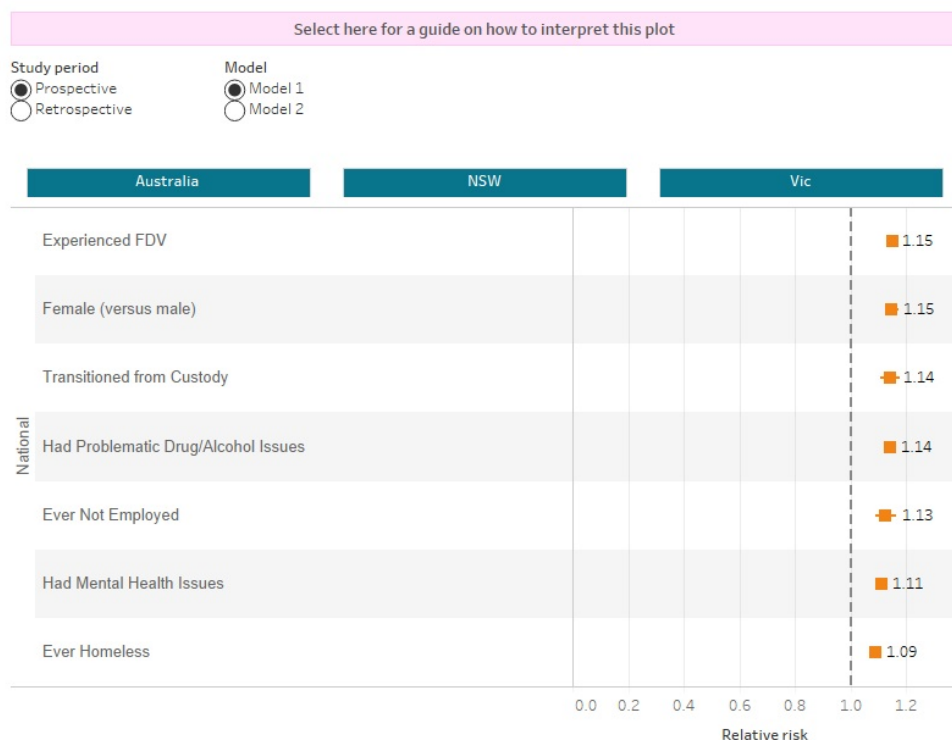 Select here for a guide on how to interpret this plot
Study period
Model
Prospective
Model 1
Retrospective
Model 2
Australia
NSW
Vic
National
Experienced FDV
1.15
Female (versus male)
1.15
Transitioned from Custody
1.14
Had Problematic Drug/Alcohol Issues
1.14
Ever Not Employed
1.13
Had Mental Health Issues
1.11
Ever Homeless
1.09
0.0 0.2 0.4 0.6 0.8 1.0 1.2
Relative risk